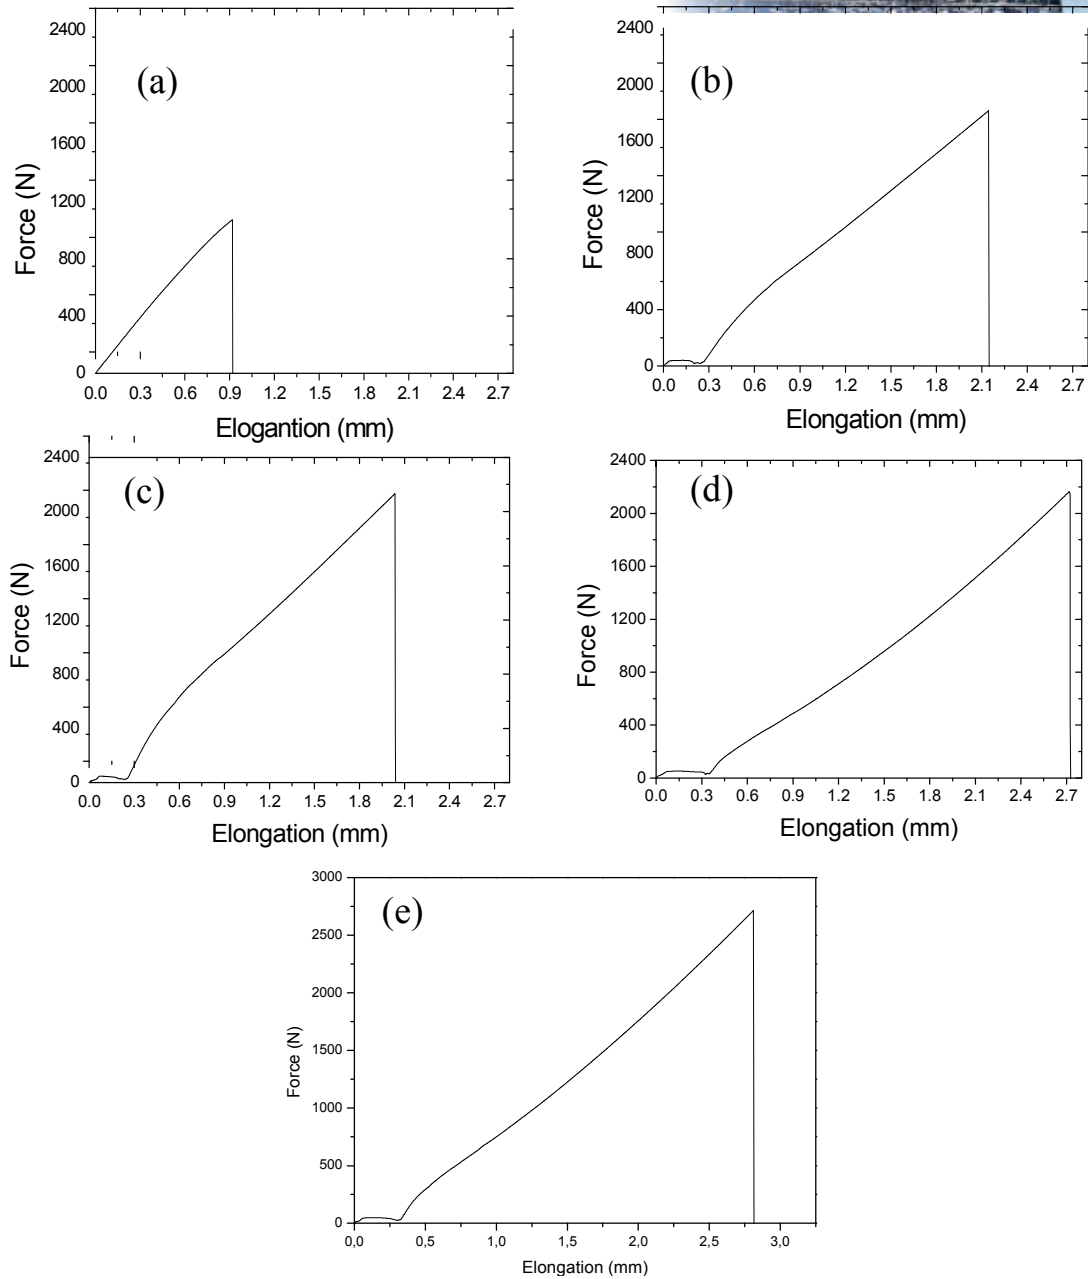 (a)
Force (N)
2400
2000
1600
1200
800
400
0
0.0 0.3 0.6 0.9 1.2 1.5 1.8 2.1 2.4 2.7
Elogantion (mm)
(b)
Force (N)
2400
2000
1600
1200
800
400
0
0.0 0.3 0.6 0.9 1.2 1.5 1.8 2.1 2.4 2.7
Elongation (mm)
(c)
Force (N)
2400
2000
1600
1200
800
400
0
0.0 0.3 0.6 0.9 1.2 1.5 1.8 2.1 2.4 2.7
Elongation (mm)
(d)
Force (N)
2400
2000
1600
1200
800
400
0
0.0 0.3 0.6 0.9 1.2 1.5 1.8 2.1 2.4 2.7
Elongation (mm)
(e)
Force (N)
3000
2500
2000
1500
1000
500
0
0,0 0,5 1,0 1,5 2,0 2,5 3,0
Elongation (mm)